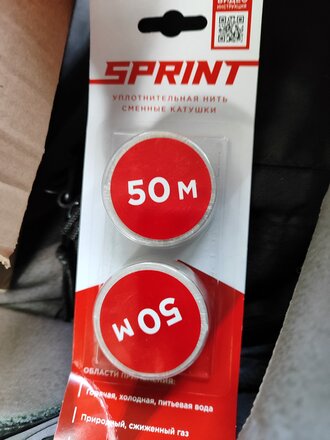 ВИДЕО
ИНСТРУКЦИЯ
SPRINT
УПЛОТНИТЕЛЬНАЯ НИТЬ
СМЕННЫЕ КАТУШКИ
50 М
50 М
ОБЛАСТИ ПРИМЕНЕНИЯ:
Горячая, холодная, питьевая вода
Природный, сжиженный газ